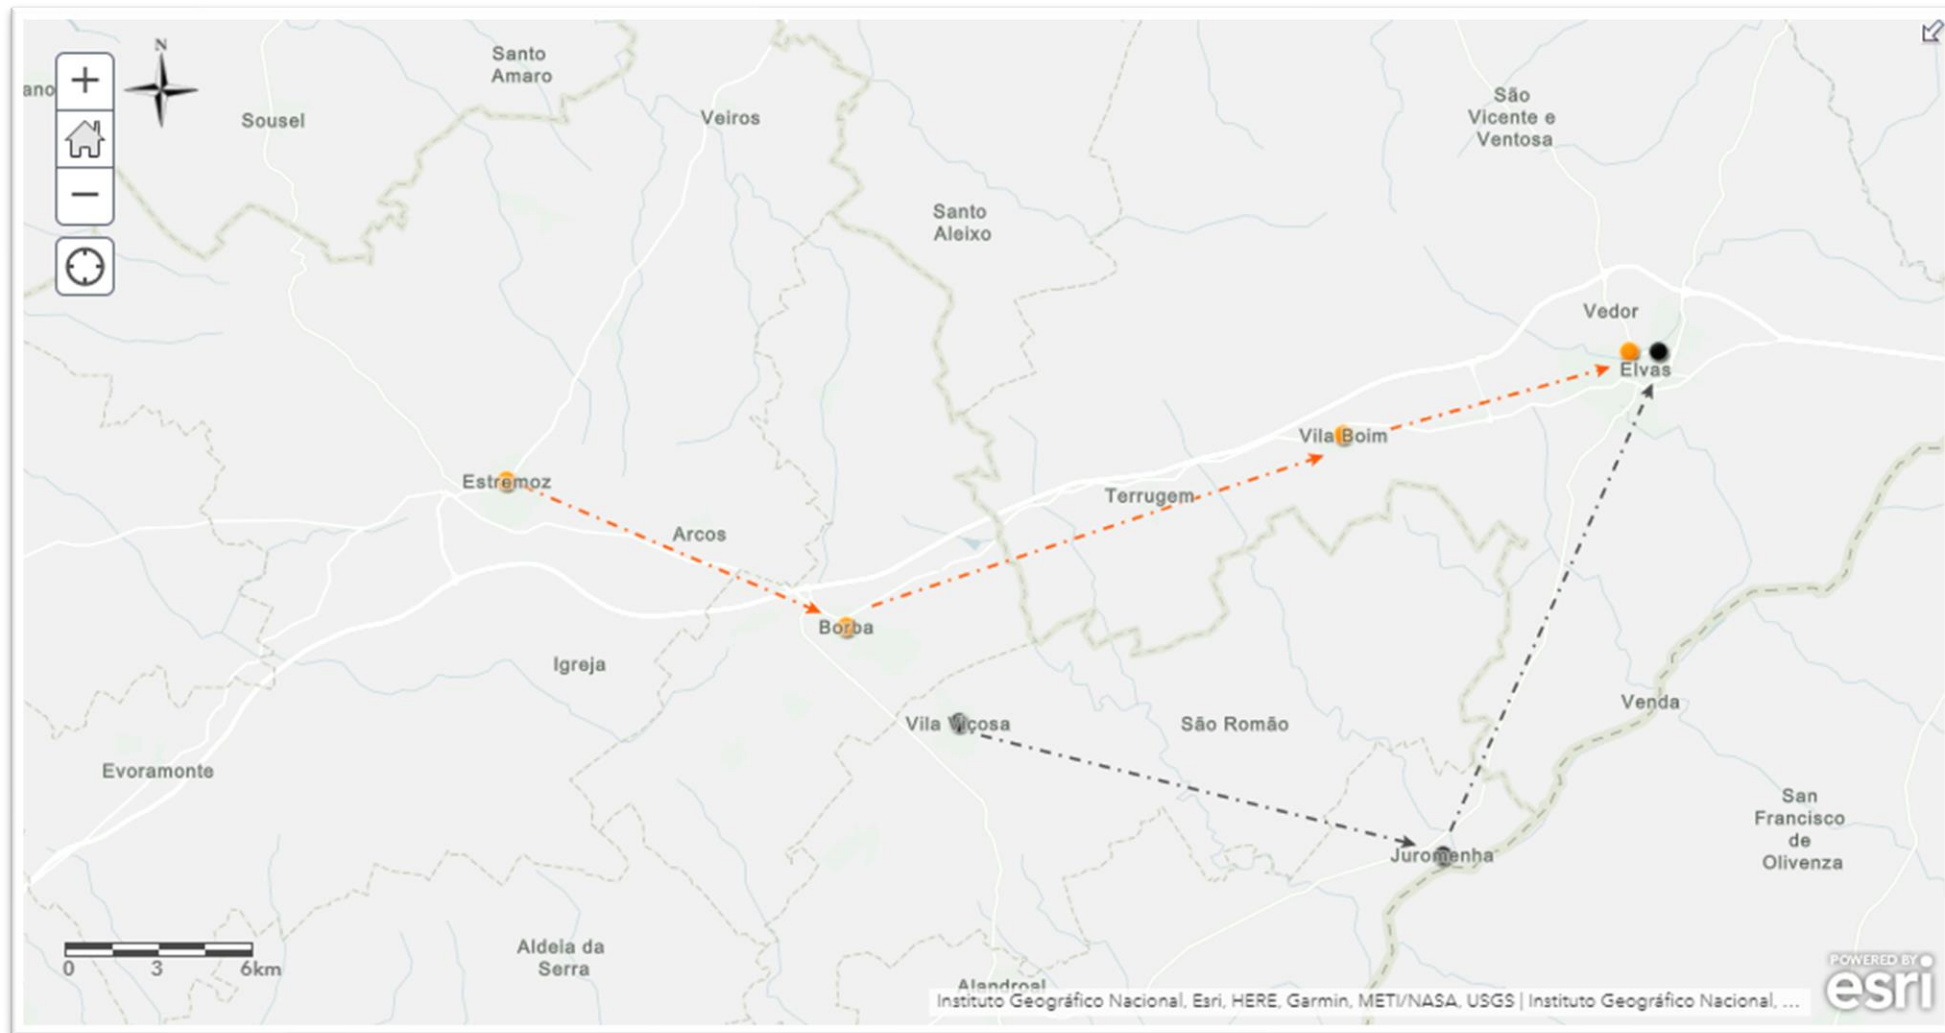 N
Santo
Amaro
ano
Sousel
Veiros
São
Vicente e
Ventosa
Santo
Aleixo
Vedor
Elvas
Vila Boim
Estremoz
Terrugem
Arcos
Borba
Igreja
Vila Viçosa
São Romão
Venda
Evoramonte
San
Francisco
de
Olivenza
Juromenha
Aldeia da
Serra
0 3 6km
Alandroal
POWERED BY
esri
Instituto Geográfico Nacional, Esri, HERE, Garmin, METI/NASA, USGS | Instituto Geográfico Nacional, ...